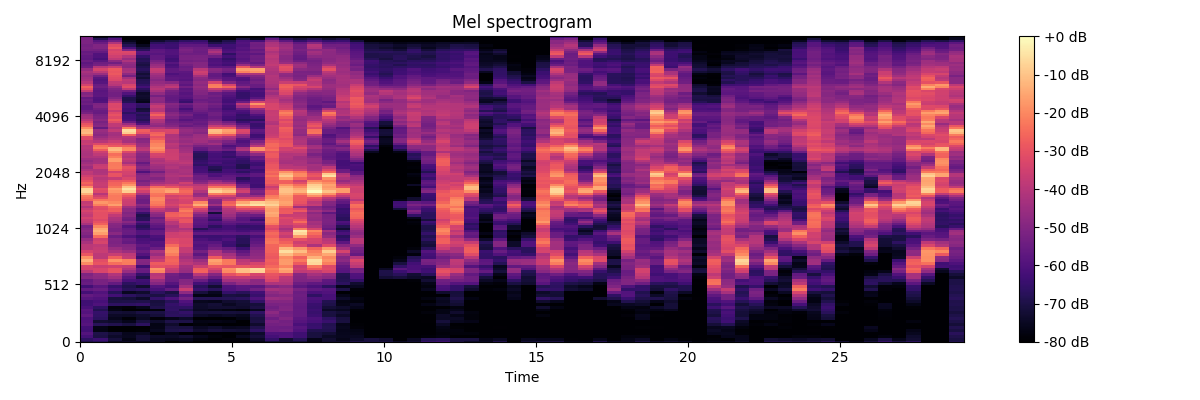 Mel spectrogram
Hz
8192
4096
2048
1024
512
0
0 5 10 15 20 25
Time
+0 dB
-10 dB
-20 dB
-30 dB
-40 dB
-50 dB
-60 dB
-70 dB
-80 dB